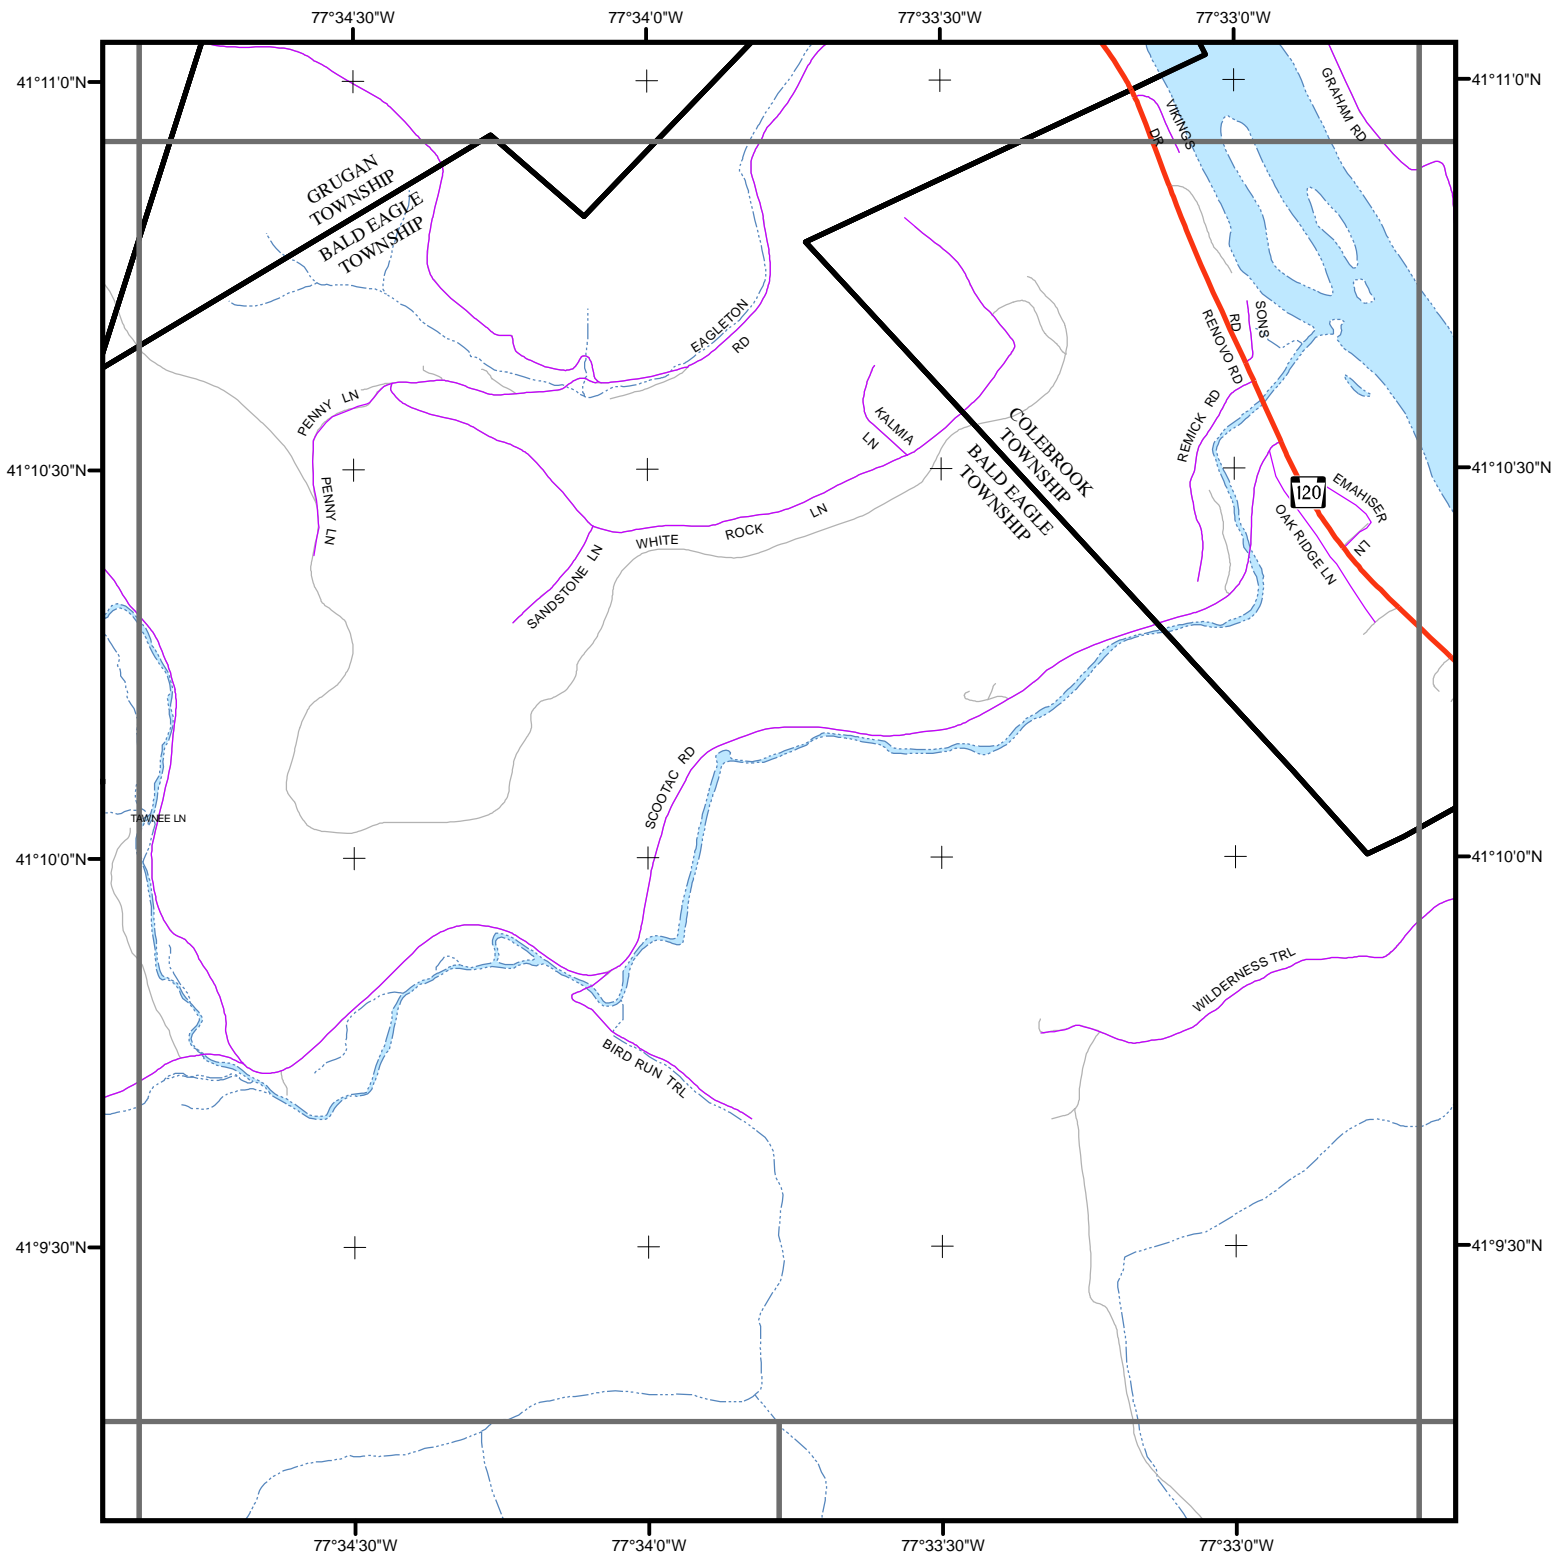 77°34'30"W
77°34'0"W
77°33'30"W
77°33'0"W
41°11'0"N
41°11'0"N
GRAHAM RD
VIKINGS
DR
GRUGAN
TOWNSHIP
BALD EAGLE
TOWNSHIP
EAGLETON
RD
SONS
RD
RENOVO RD
PENNY LN
KALMIA
LN
REMICK RD
COLEBROOK
TOWNSHIP
BALD EAGLE
TOWNSHIP
41°10'30"N
41°10'30"N
120
EMAHISER
LN
OAK RIDGE LN
PENNY LN
WHITE ROCK LN
SANDSTONE LN
SCOOTAC RD
TAWNEE LN
41°10'0"N
41°10'0"N
WILDERNESS TRL
BIRD RUN TRL
41°9'30"N
41°9'30"N
77°34'30"W
77°34'0"W
77°33'30"W
77°33'0"W